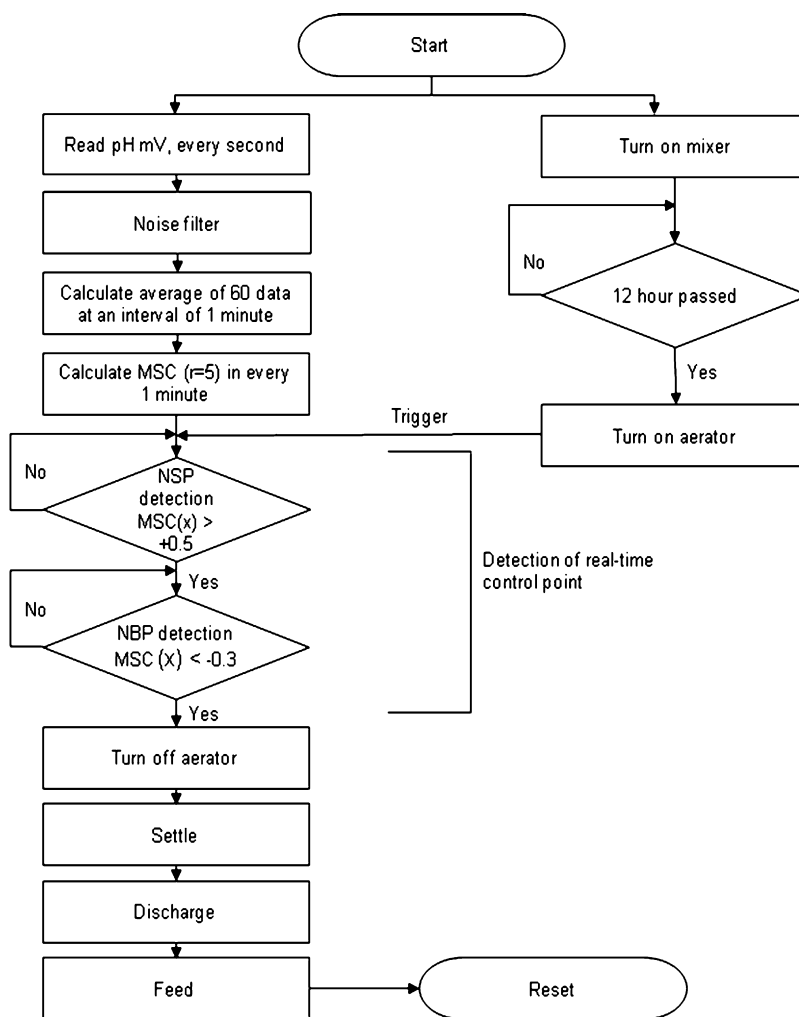 Start
Read pH mV, every second
Turn on mixer
Noise filter
No
12 hour passed
Calculate average of 60 data
at an interval of 1 minute
Calculate MSC (r=5) in every
1 minute
Yes
Trigger
Turn on aerator
No
NSP
detection
MSC(x) >
+0.5
Detection of real-time
control point
Yes
No
NBP detection
MSC (x) < -0.3
Yes
Turn off aerator
Settle
Discharge
Feed
Reset